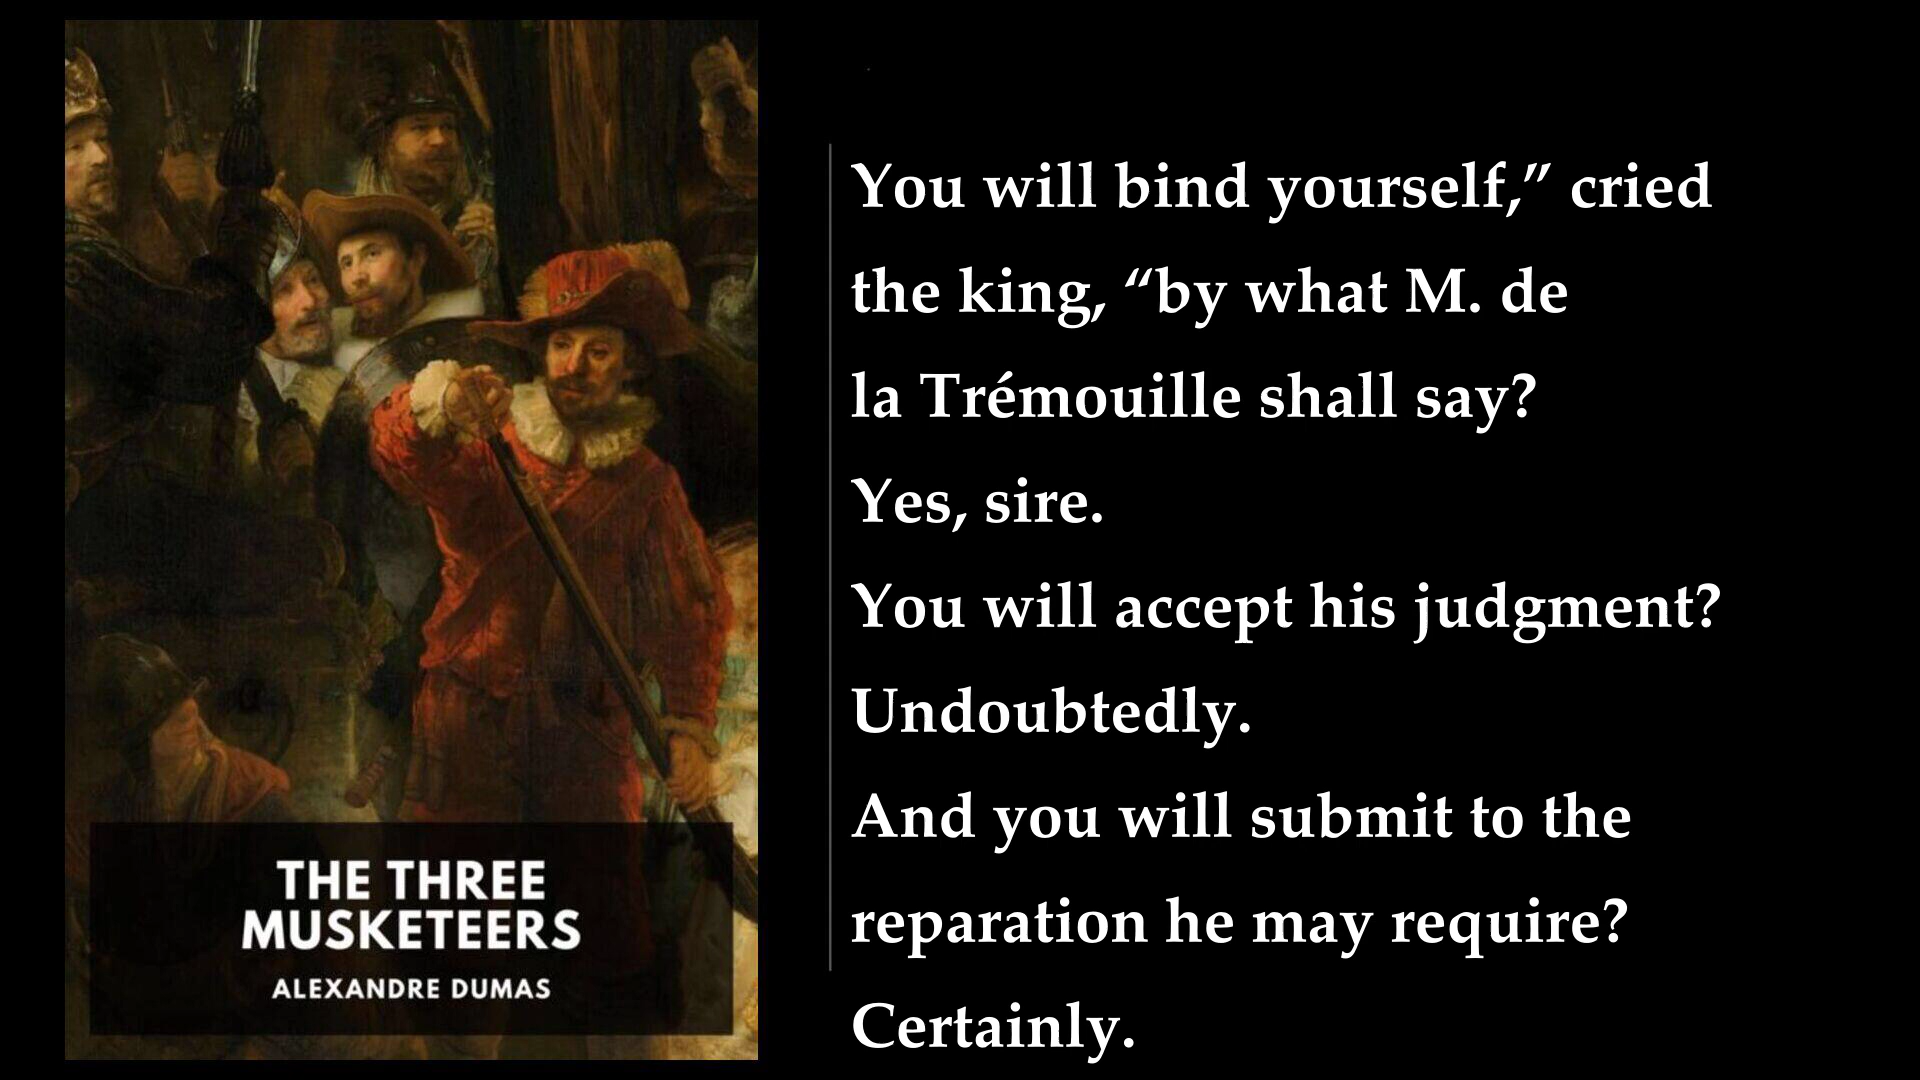 THE THREE
MUSKETEERS
ALEXANDRE DUMAS
You will bind yourself,” cried
the king, “by what M. de
la Trémouille shall say?
Yes, sire.
You will accept his judgment?
Undoubtedly.
And you will submit to the
reparation he may require?
Certainly.